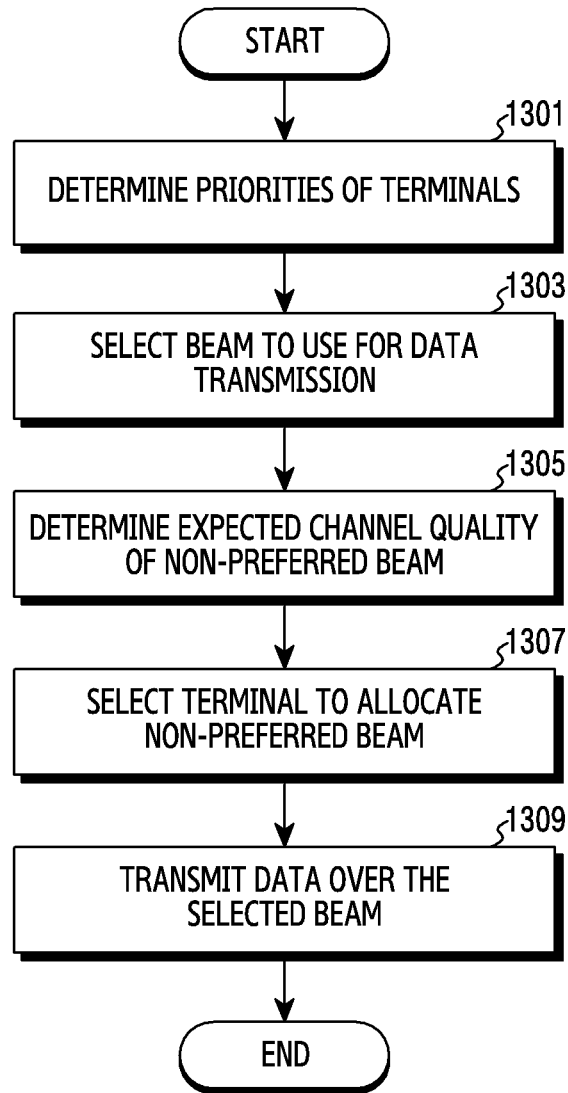 START
1301
DETERMINE PRIORITIES OF TERMINALS
1303
SELECT BEAM TO USE FOR DATA
TRANSMISSION
1305
DETERMINE EXPECTED CHANNEL QUALITY
OF NON-PREFERRED BEAM
1307
SELECT TERMINAL TO ALLOCATE
NON-PREFERRED BEAM
1309
TRANSMIT DATA OVER THE
SELECTED BEAM
END